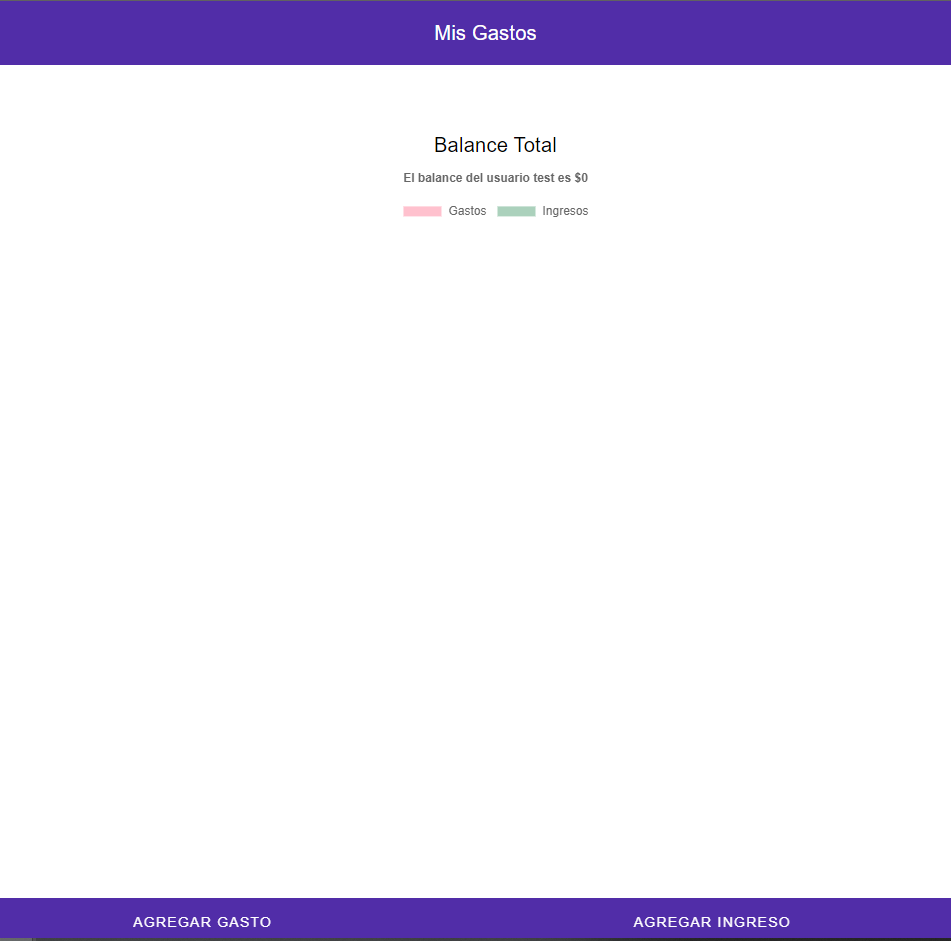 Mis Gastos
Balance Total
El balance del usuario test es $0
Gastos Ingresos
AGREGAR GASTO AGREGAR INGRESO